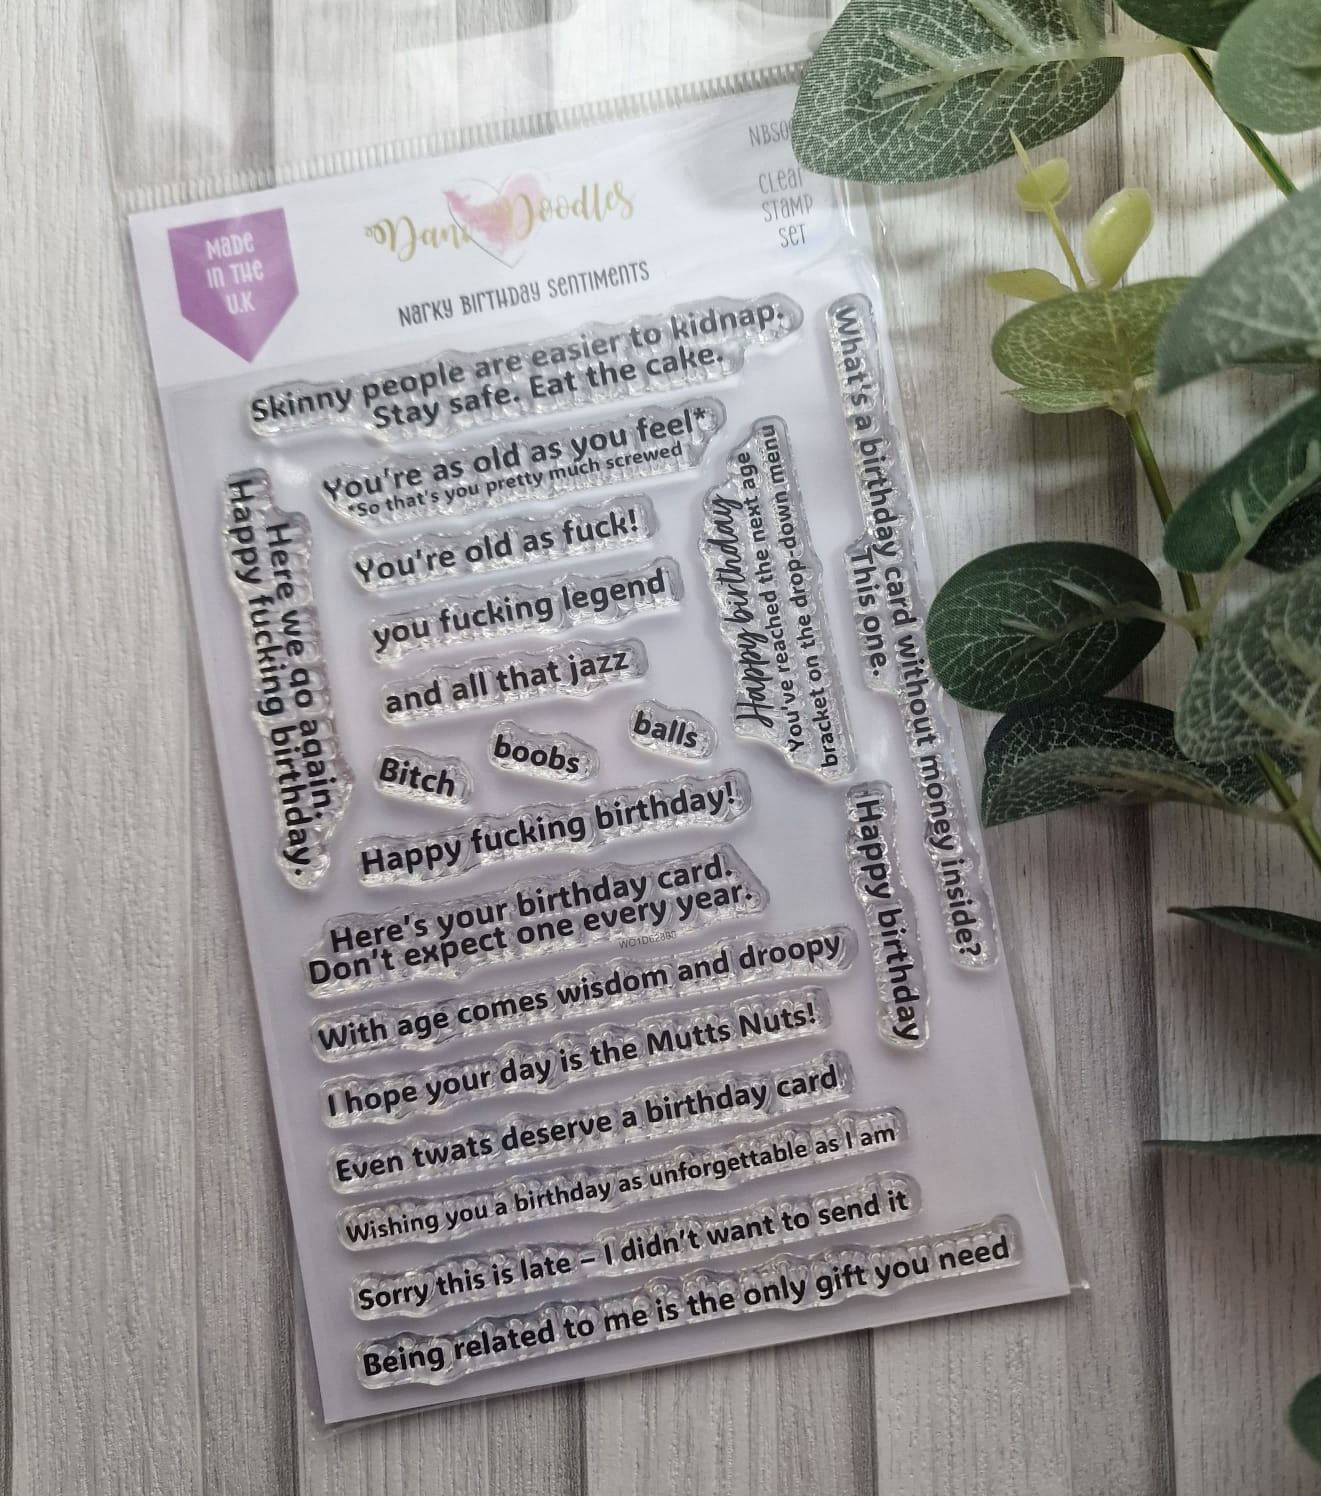 MADE
IN THE
U.K
Dani Doodles
NARKY BIRTHDAY SENTIMENTS
CLEAR
STAMP
SET
Skinny people are easier to kidnap.
Stay safe. Eat the cake.
You're as old as you feel*
*So that's you pretty much screwed
You're old as fuck!
you fucking legend
and all that jazz
Bitch
boobs
balls
Here we go again.
Happy fucking birthday.
Happy birthday
You've reached the next age
bracket on the drop-down menu
What's a birthday card without money inside?
This one.
Happy birthday
Happy fucking birthday!
Here's your birthday card.
Don't expect one every year.
With age comes wisdom and droopy
I hope your day is the Mutts Nuts!
Even twats deserve a birthday card
Wishing you a birthday as unforgettable as I am
Sorry this is late – I didn't want to send it
Being related to me is the only gift you need